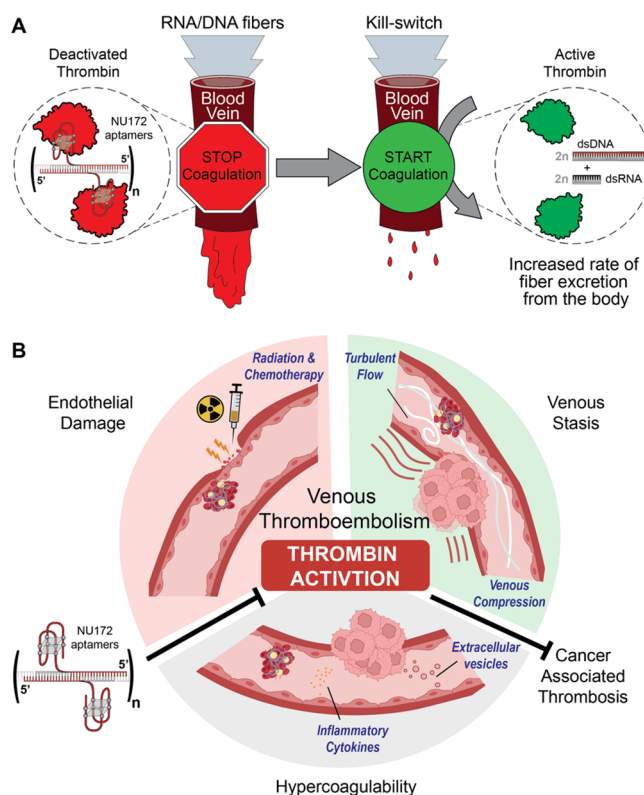 A
RNA/DNA fibers
Kill-switch
Deactivated
Thrombin
NU172
aptamers
5'
5'
n
Blood
Vein
STOP
Coagulation
Blood
Vein
START
Coagulation
Active
Thrombin
dsDNA
2n
+
2n
dsRNA
Increased rate of
fiber excretion
from the body
B
Endothelial
Damage
Radiation &
Chemotherapy
Turbulent
Flow
Venous
Stasis
Venous
Thromboembolism
THROMBIN
ACTIVTION
Venous
Compression
NU172
aptamers
5'
5'
n
Extracellular
vesicles
Inflammatory
Cytokines
Cancer
Associated
Thrombosis
Hypercoagulability